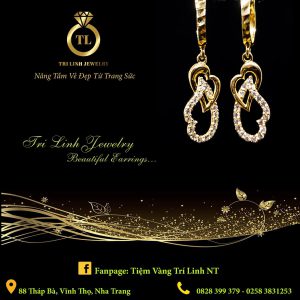 TL
TRI LINH JEWELRY
Nâng Tầm Vẻ Đẹp Từ Trang Sức
Tri Linh Jewelry
Beautiful Earrings...
Fanpage: Tiệm Vàng Trí Linh NT
88 Tháp Bà, Vĩnh Thọ, Nha Trang
0828 399 379 - 0258 3831253